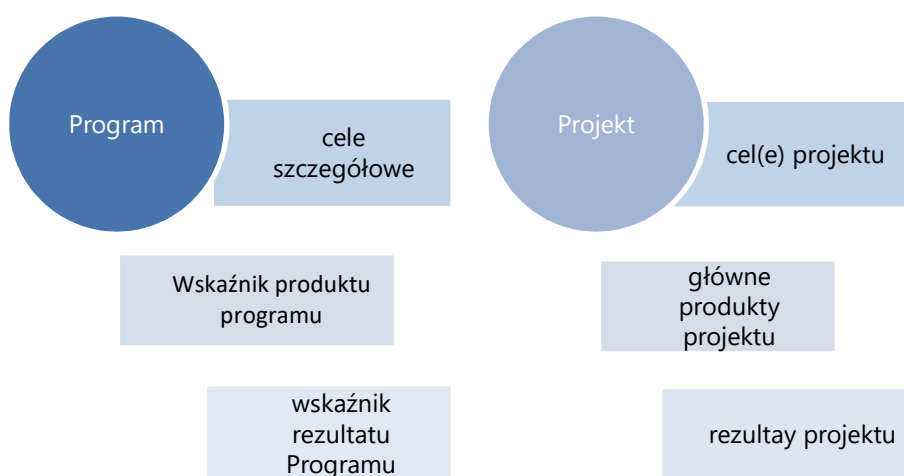 Program
cele
szczegółowe
Wskaźnik produktu
programu
wskaźnik
rezultatu
Programu
Projekt
cel(e) projektu
główne
produkty
projektu
rezultay projektu